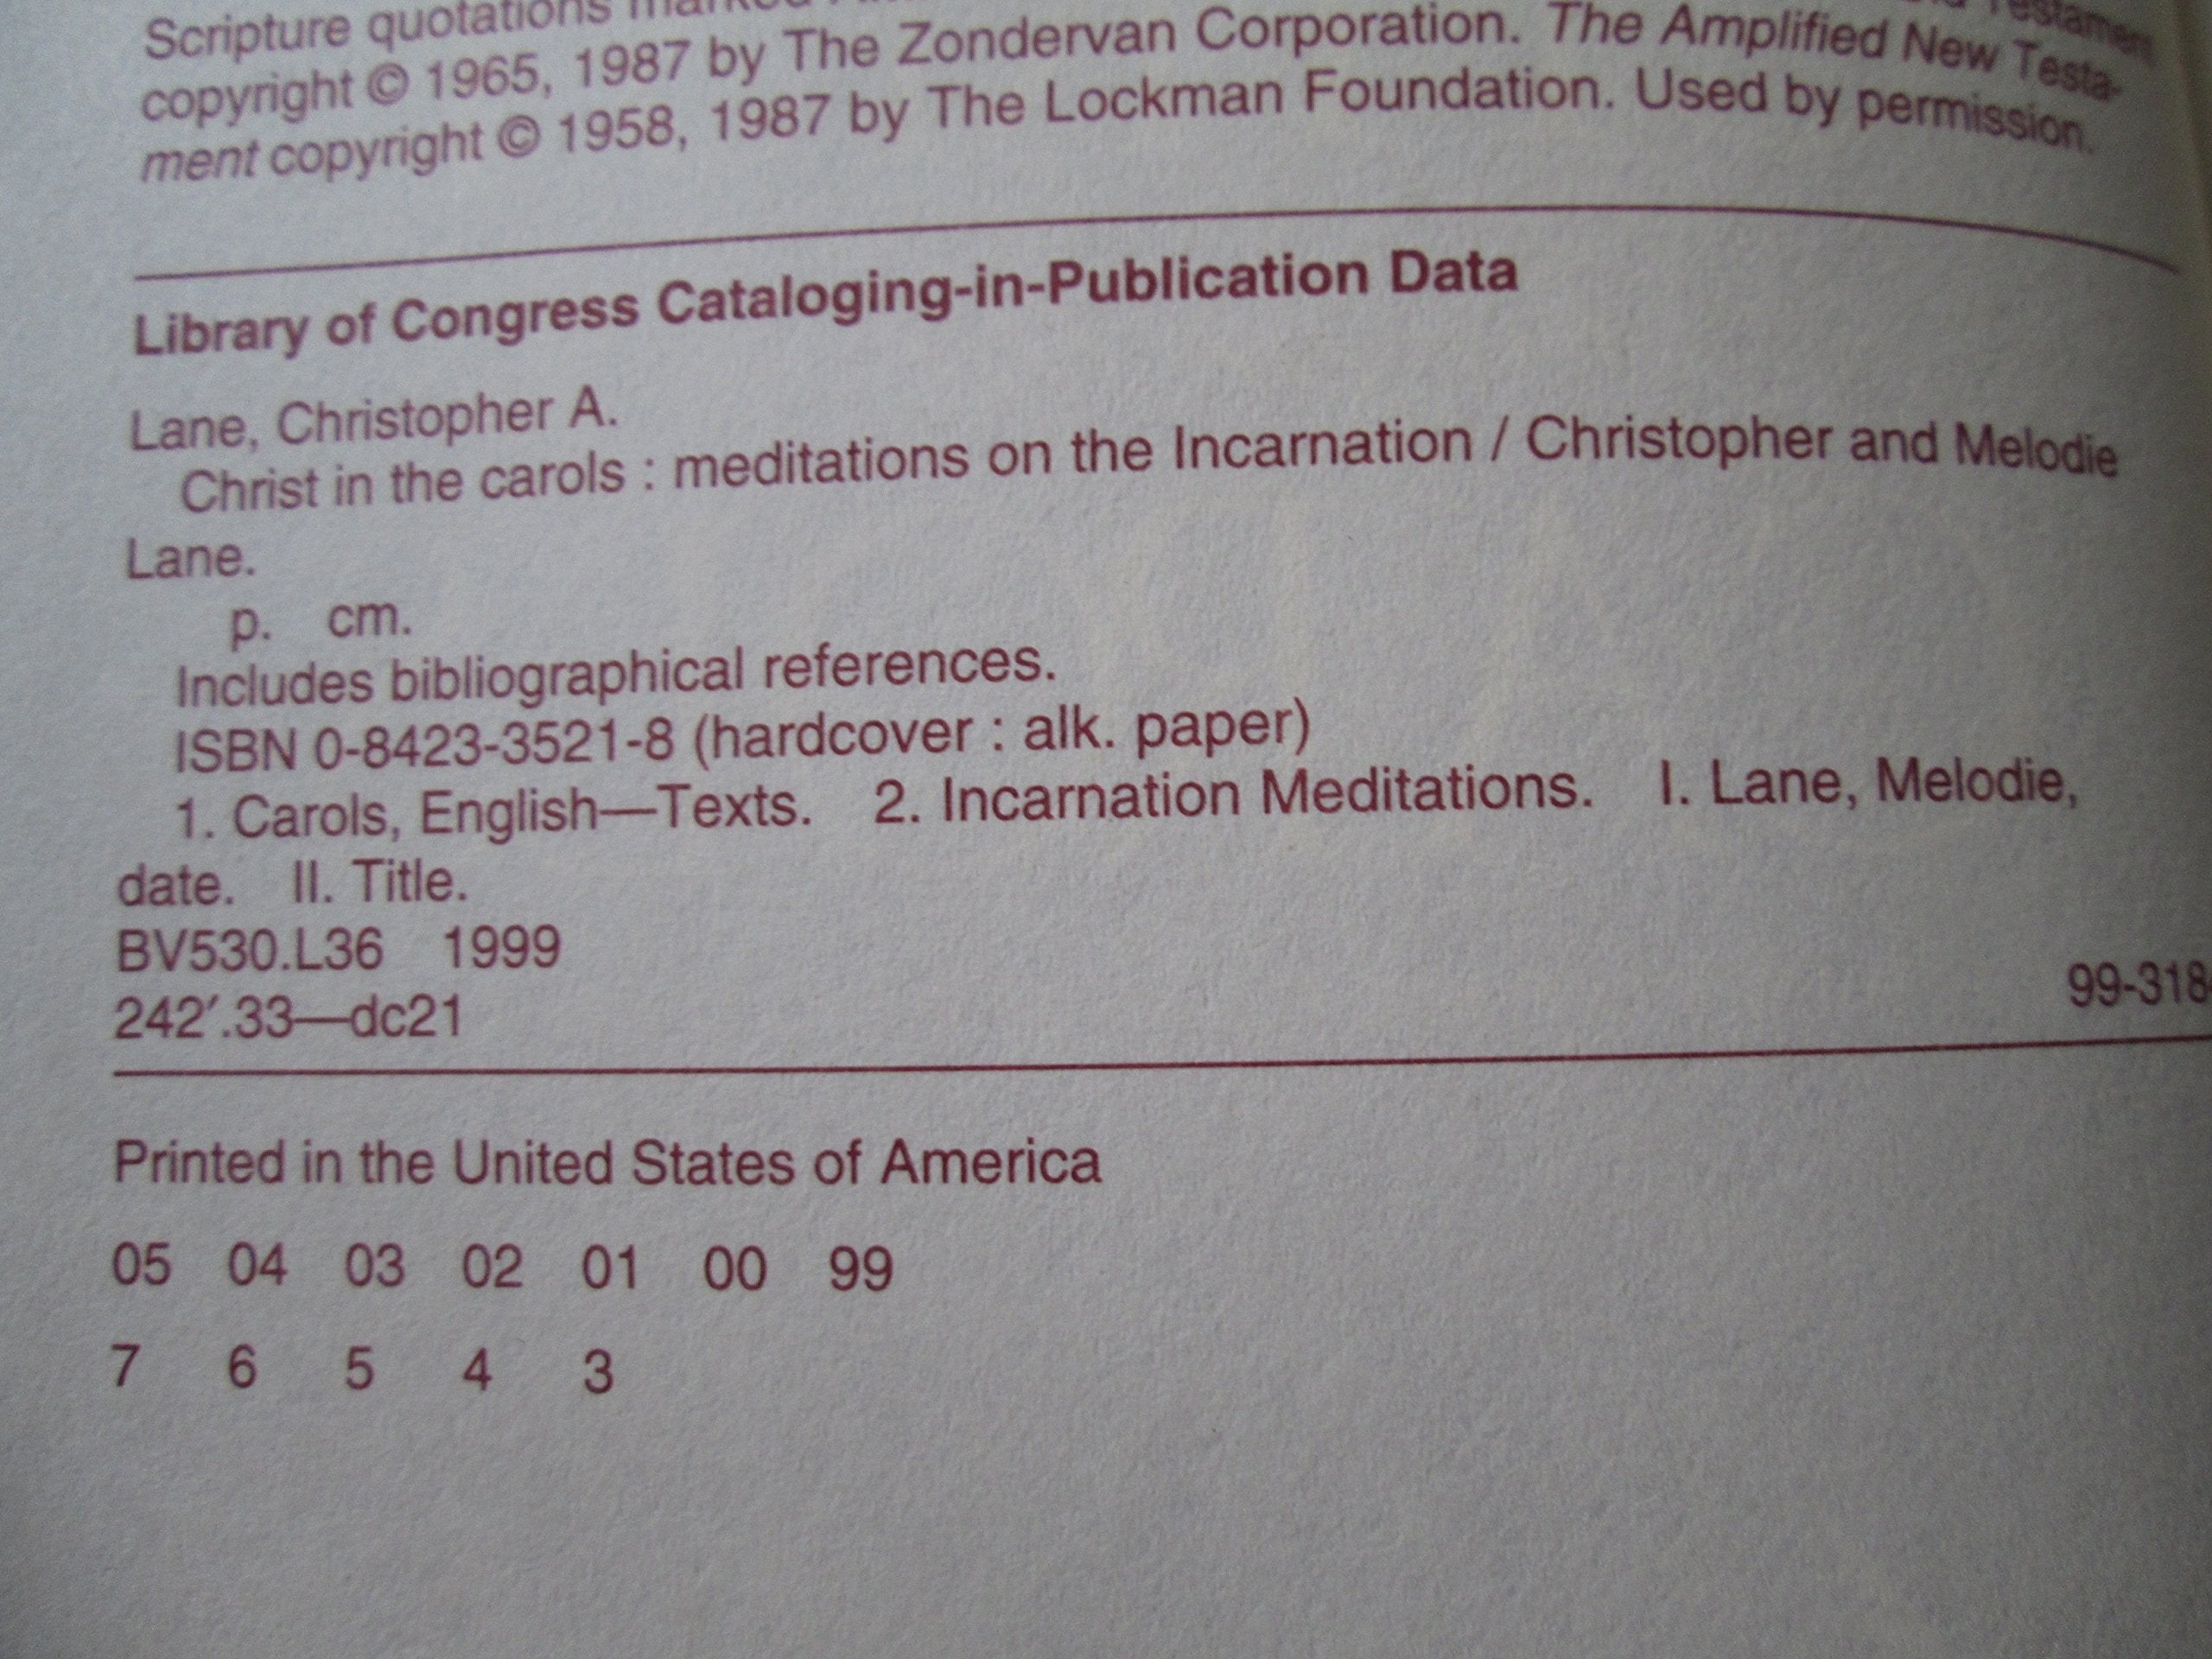 Scripture quotations
Testament
copyright © 1965, 1987 by The Zondervan Corporation. The Amplified New Testa-
ment copyright © 1958, 1987 by The Lockman Foundation. Used by permission.
Library of Congress Cataloging-in-Publication Data
Lane, Christopher A.
Christ in the carols : meditations on the Incarnation / Christopher and Melodie
Lane.
p. cm.
Includes bibliographical references.
ISBN 0-8423-3521-8 (hardcover : alk. paper)
1. Carols, English—Texts. 2. Incarnation Meditations. I. Lane, Melodie,
date. II. Title.
BV530.L36 1999
242′.33—dc21
99-318
Printed in the United States of America
05 04 03 02 01 00 99
7 6 5 4 3